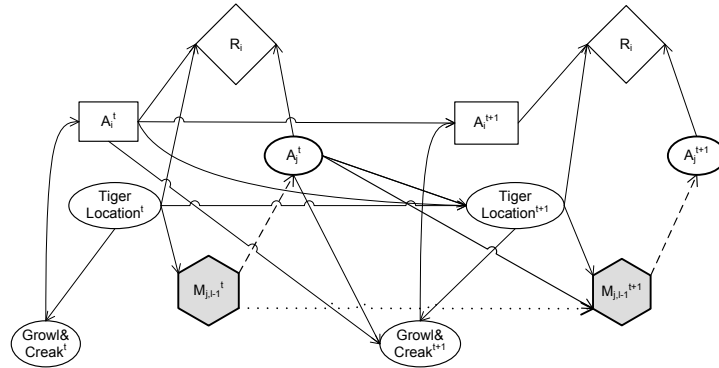 R_i
R_i
A_i^t
A_i^{t+1}
A_j^t
A_j^{t+1}
Tiger
Location^t
Tiger
Location^{t+1}
M_{j,l-1}^t
M_{j,l-1}^{t+1}
Growl&
Creak^t
Growl&
Creak^{t+1}